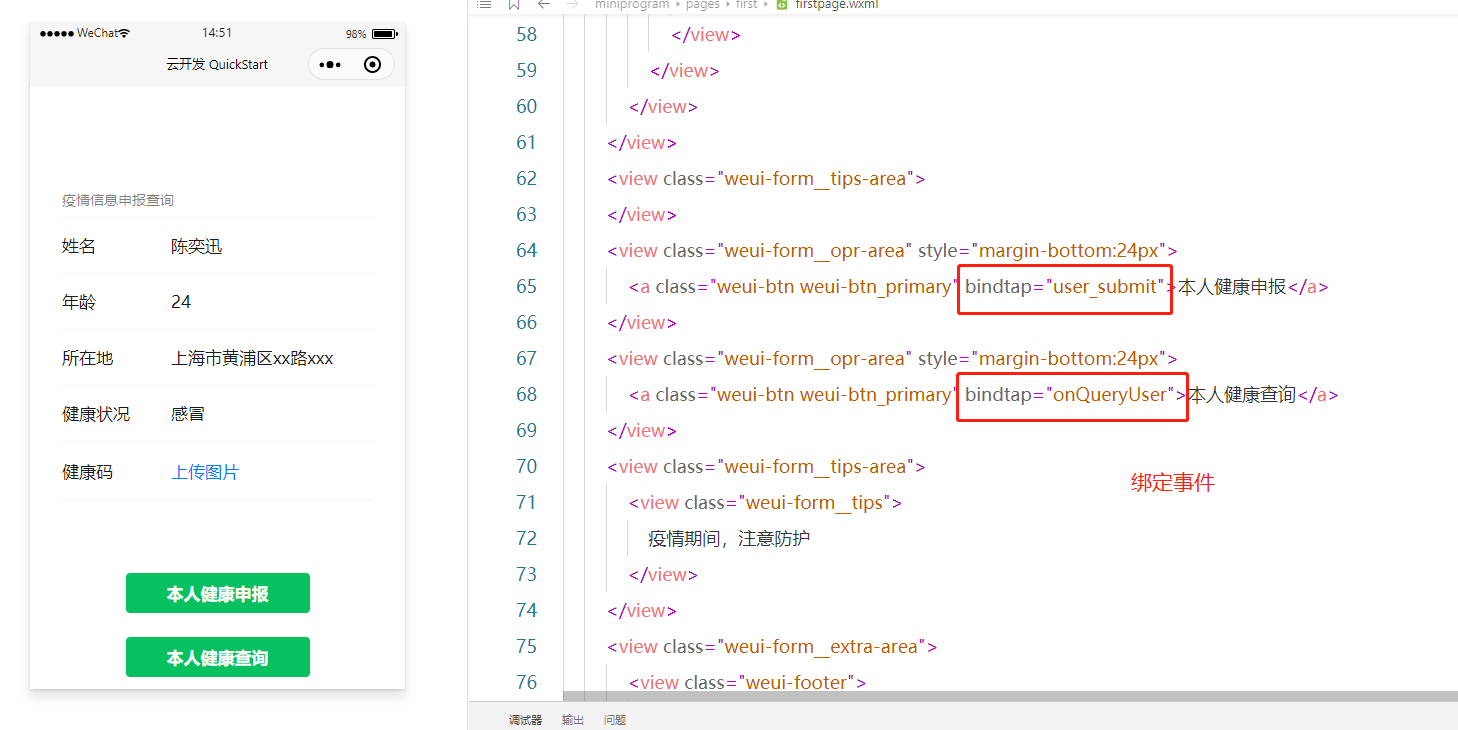 ●●●●● WeChat 14:51 98%
云开发 QuickStart
疫情信息申报查询
姓名 陈奕迅
年龄 24
所在地 上海市黄浦区xx路xxx
健康状况 感冒
健康码 上传图片
本人健康申报
本人健康查询
miniprogram › pages › first › firstpage.wxml
58 </view>
59 </view>
60 </view>
61 </view>
62 <view class="weui-form__tips-area">
63 </view>
64 <view class="weui-form__opr-area" style="margin-bottom:24px">
65 <a class="weui-btn weui-btn_primary" bindtap="user_submit">本人健康申报</a>
66 </view>
67 <view class="weui-form__opr-area" style="margin-bottom:24px">
68 <a class="weui-btn weui-btn_primary" bindtap="onQueryUser">本人健康查询</a>
69 </view>
70 <view class="weui-form__tips-area">
绑定事件
71 <view class="weui-form__tips">
72 疫情期间，注意防护
73 </view>
74 </view>
75 <view class="weui-form__extra-area">
76 <view class="weui-footer">
调试器 输出 问题